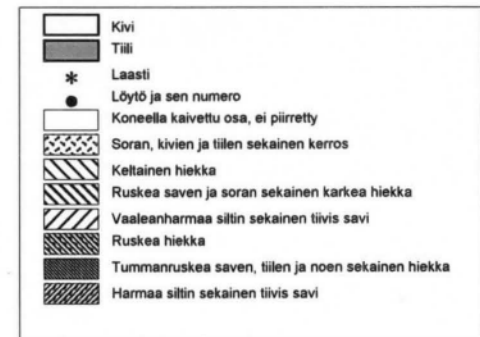 Kivi
Tiili
Laasti
Löytö ja sen numero
Koneella kaivettu osa, ei piirretty
Soran, kivien ja tiilen sekainen kerros
Keltainen hiekka
Ruskea saven ja soran sekainen karkea hiekka
Vaaleanharmaa siltin sekainen tiivis savi
Ruskea hiekka
Tummanruskea saven, tiilen ja noen sekainen hiekka
Harmaa siltin sekainen tiivis savi